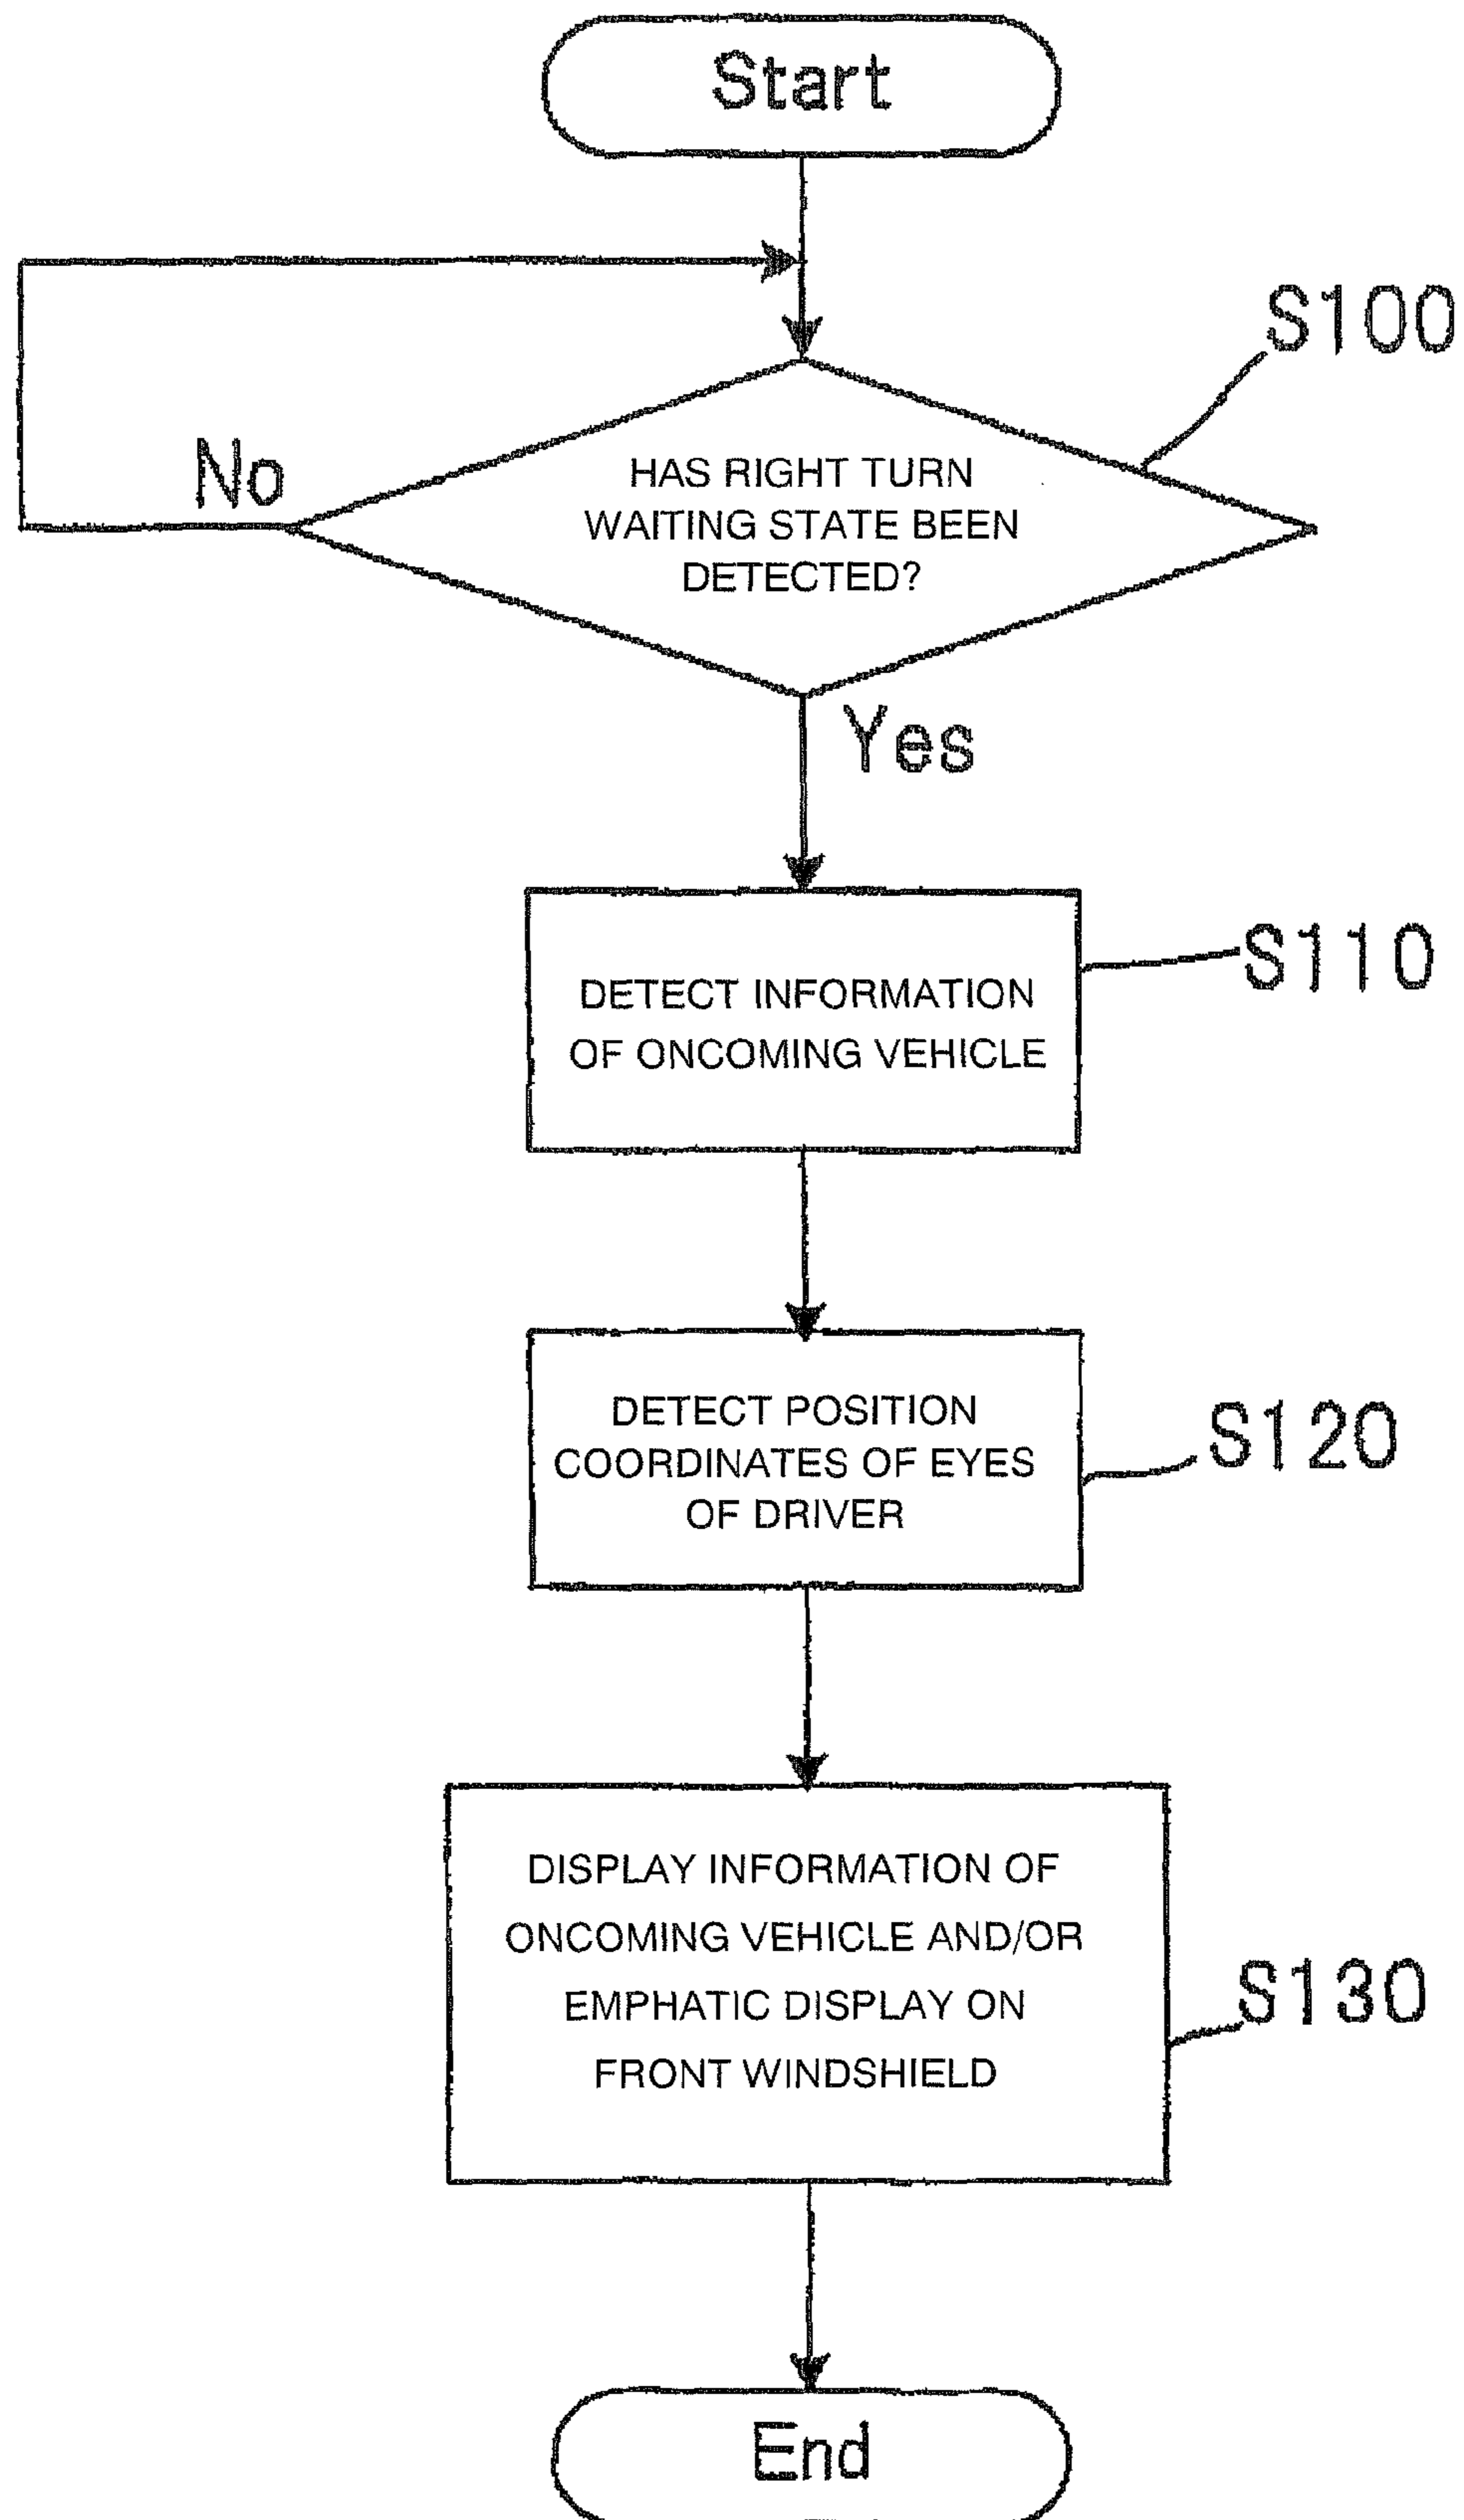 Start
S100
No
HAS RIGHT TURN
WAITING STATE BEEN
DETECTED?
Yes
DETECT INFORMATION
OF ONCOMING VEHICLE
S110
DETECT POSITION
COORDINATES OF EYES
OF DRIVER
S120
DISPLAY INFORMATION OF
ONCOMING VEHICLE AND/OR
EMPHATIC DISPLAY ON
FRONT WINDSHIELD
S130
End